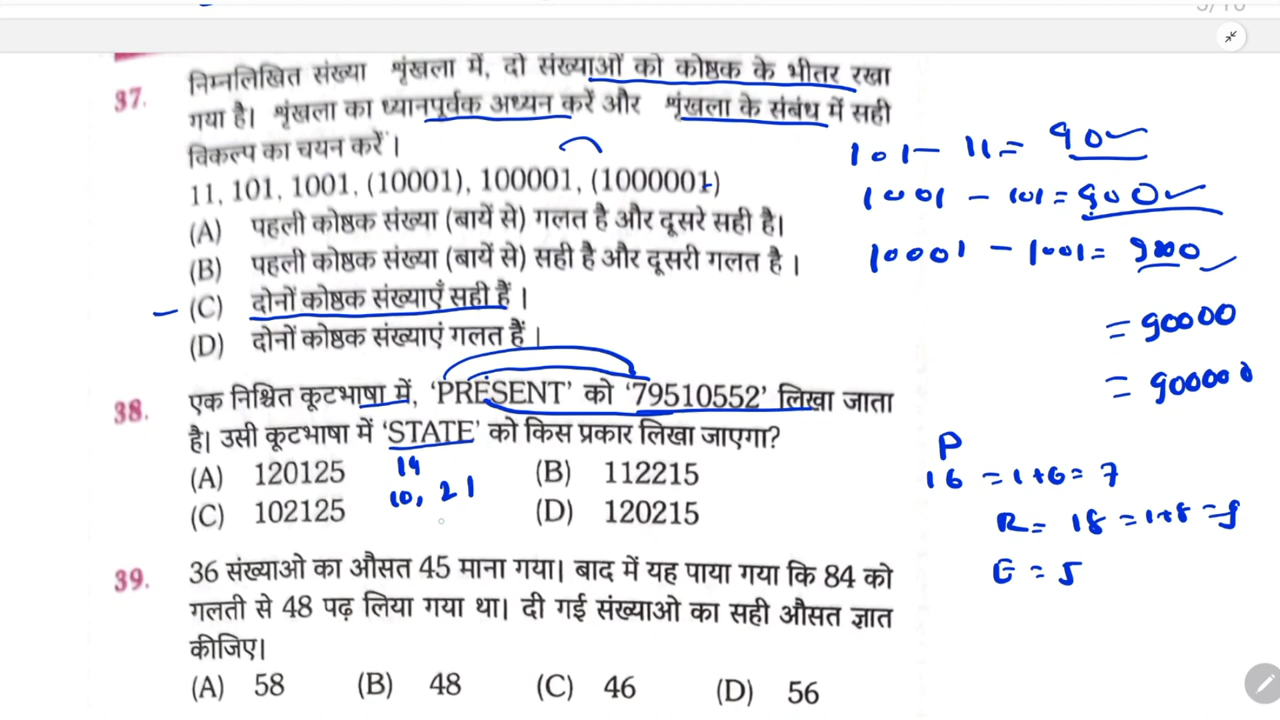 37. निम्नलिखित संख्या श्रृंखला में, दो संख्याओं को कोष्ठक के भीतर रखा
गया है। श्रृंखला का ध्यानपूर्वक अध्यन करें और श्रृंखला के संबंध में सही
विकल्प का चयन करें।
11, 101, 1001, (10001), 100001, (1000001)
(A) पहली कोष्ठक संख्या (बायें से) गलत है और दूसरे सही है।
(B) पहली कोष्ठक संख्या (बायें से) सही है और दूसरी गलत है।
(C) दोनों कोष्ठक संख्याएँ सही हैं।
(D) दोनों कोष्ठक संख्याएं गलत हैं।
101 - 11 = 90
1001 - 101 = 900
10001 - 1001 = 9000
= 90000
= 900000
38. एक निश्चित कूटभाषा में, 'PRESENT' को '79510552' लिखा जाता
है। उसी कूटभाषा में 'STATE' को किस प्रकार लिखा जाएगा?
(A) 120125 (B) 112215
(C) 102125 (D) 120215
19
10, 21
P
16 = 1+6 = 7
R = 18 = 1+8 = 9
E = 5
39. 36 संख्याओ का औसत 45 माना गया। बाद में यह पाया गया कि 84 को
गलती से 48 पढ़ लिया गया था। दी गई संख्याओ का सही औसत ज्ञात
कीजिए।
(A) 58 (B) 48 (C) 46 (D) 56